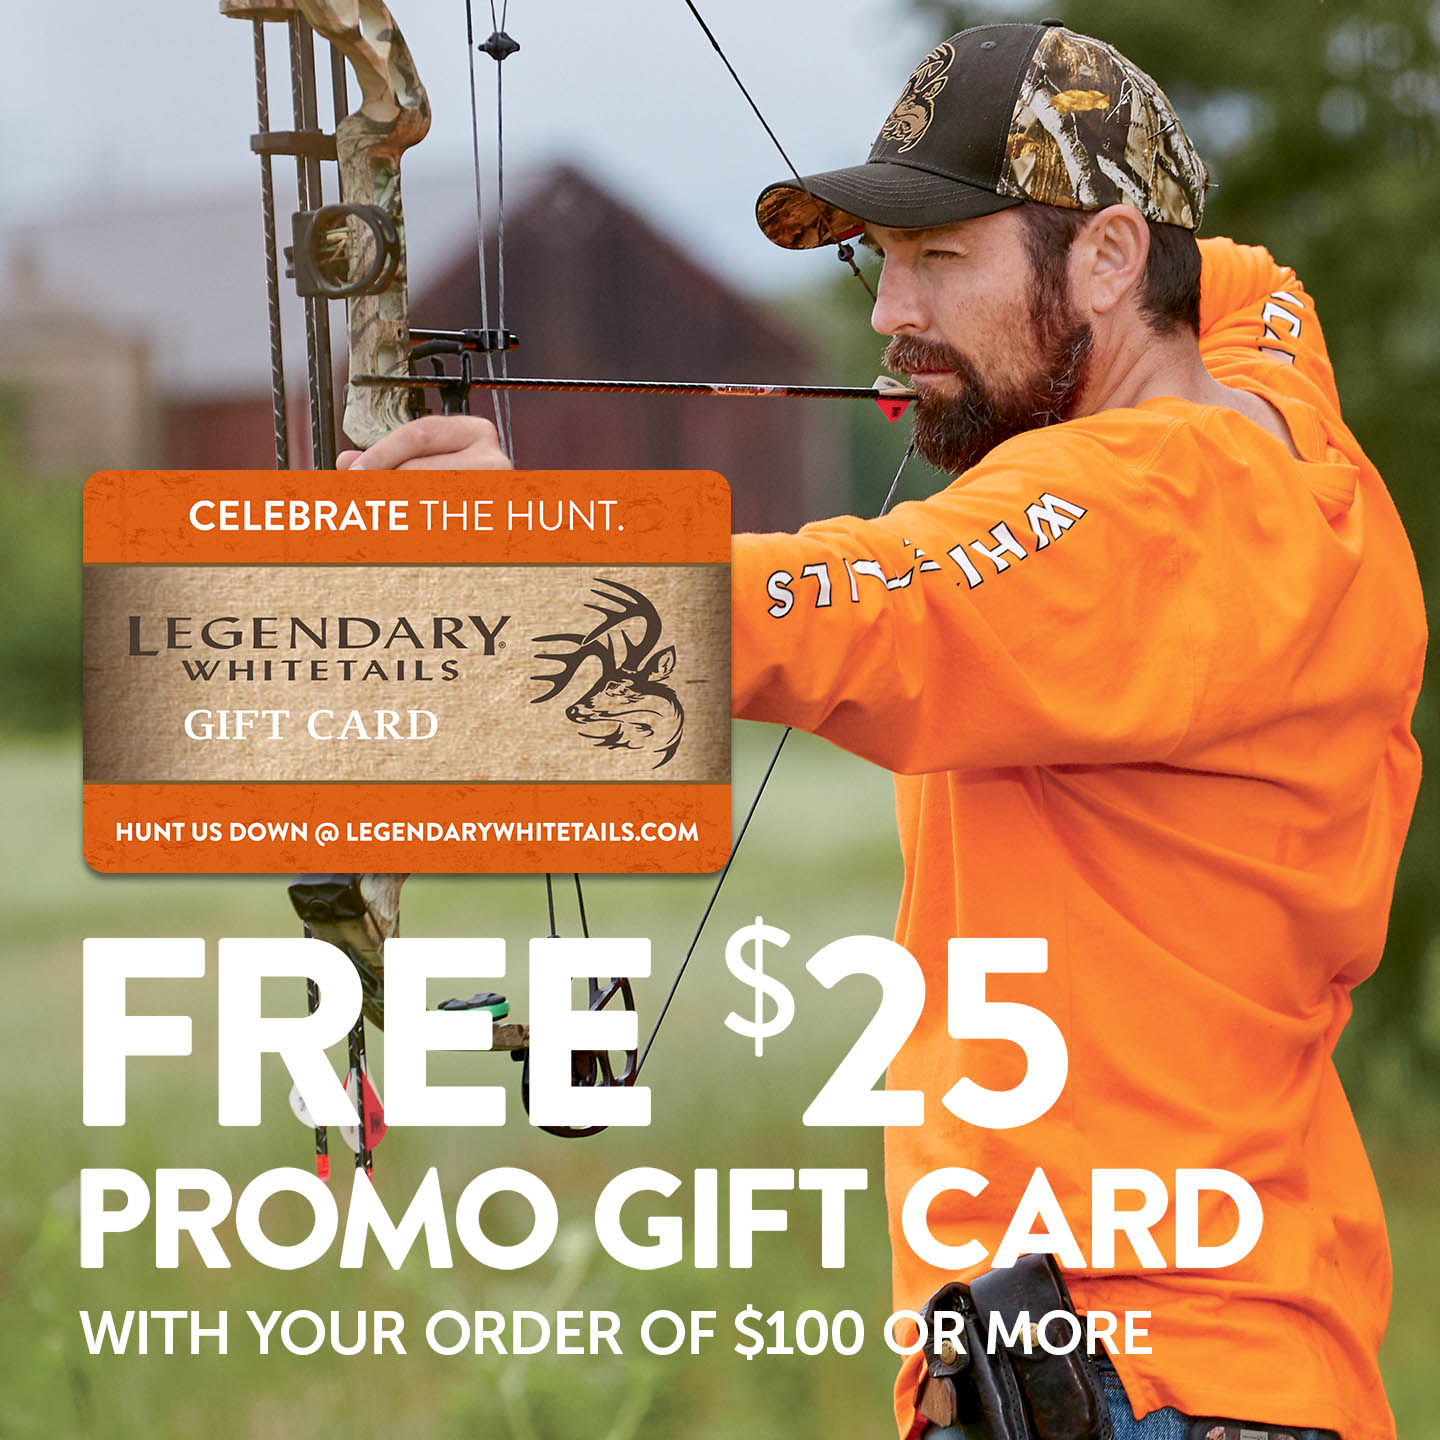 CELEBRATE THE HUNT.
LEGENDARY®
WHITETAILS
GIFT CARD
HUNT US DOWN @ LEGENDARYWHITETAILS.COM
FREE $25
PROMO GIFT CARD
WITH YOUR ORDER OF $100 OR MORE